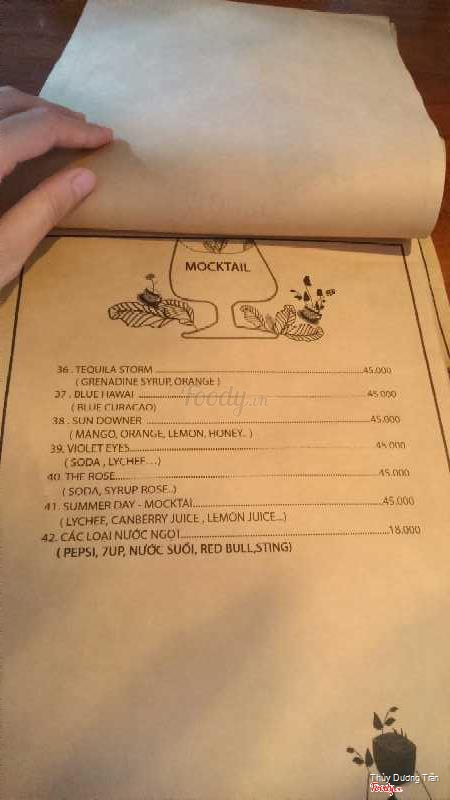 MOCKTAIL
36 . TEQUILA STORM ........ 45.000
( GRENADINE SYRUP, ORANGE )
37 . BLUE HAWAI ........ 45.000
( BLUE CURACAO)
38 . SUN DOWNER ........ 45.000
( MANGO, ORANGE, LEMON, HONEY.. )
39. VIOLET EYES ........ 45.000
( SODA , LYCHEE...)
40. THE ROSE ........ 45.000
( SODA, SYRUP ROSE..)
41. SUMMER DAY - MOCKTAI ........ 45.000
( LYCHEE, CANBERRY JUICE , LEMON JUICE...)
42. CÁC LOẠI NƯỚC NGỌT ........ 18.000
( PEPSI, 7UP, NƯỚC SUỐI, RED BULL,STING)
foody.vn
Thùy Dương Trần
foody.vn